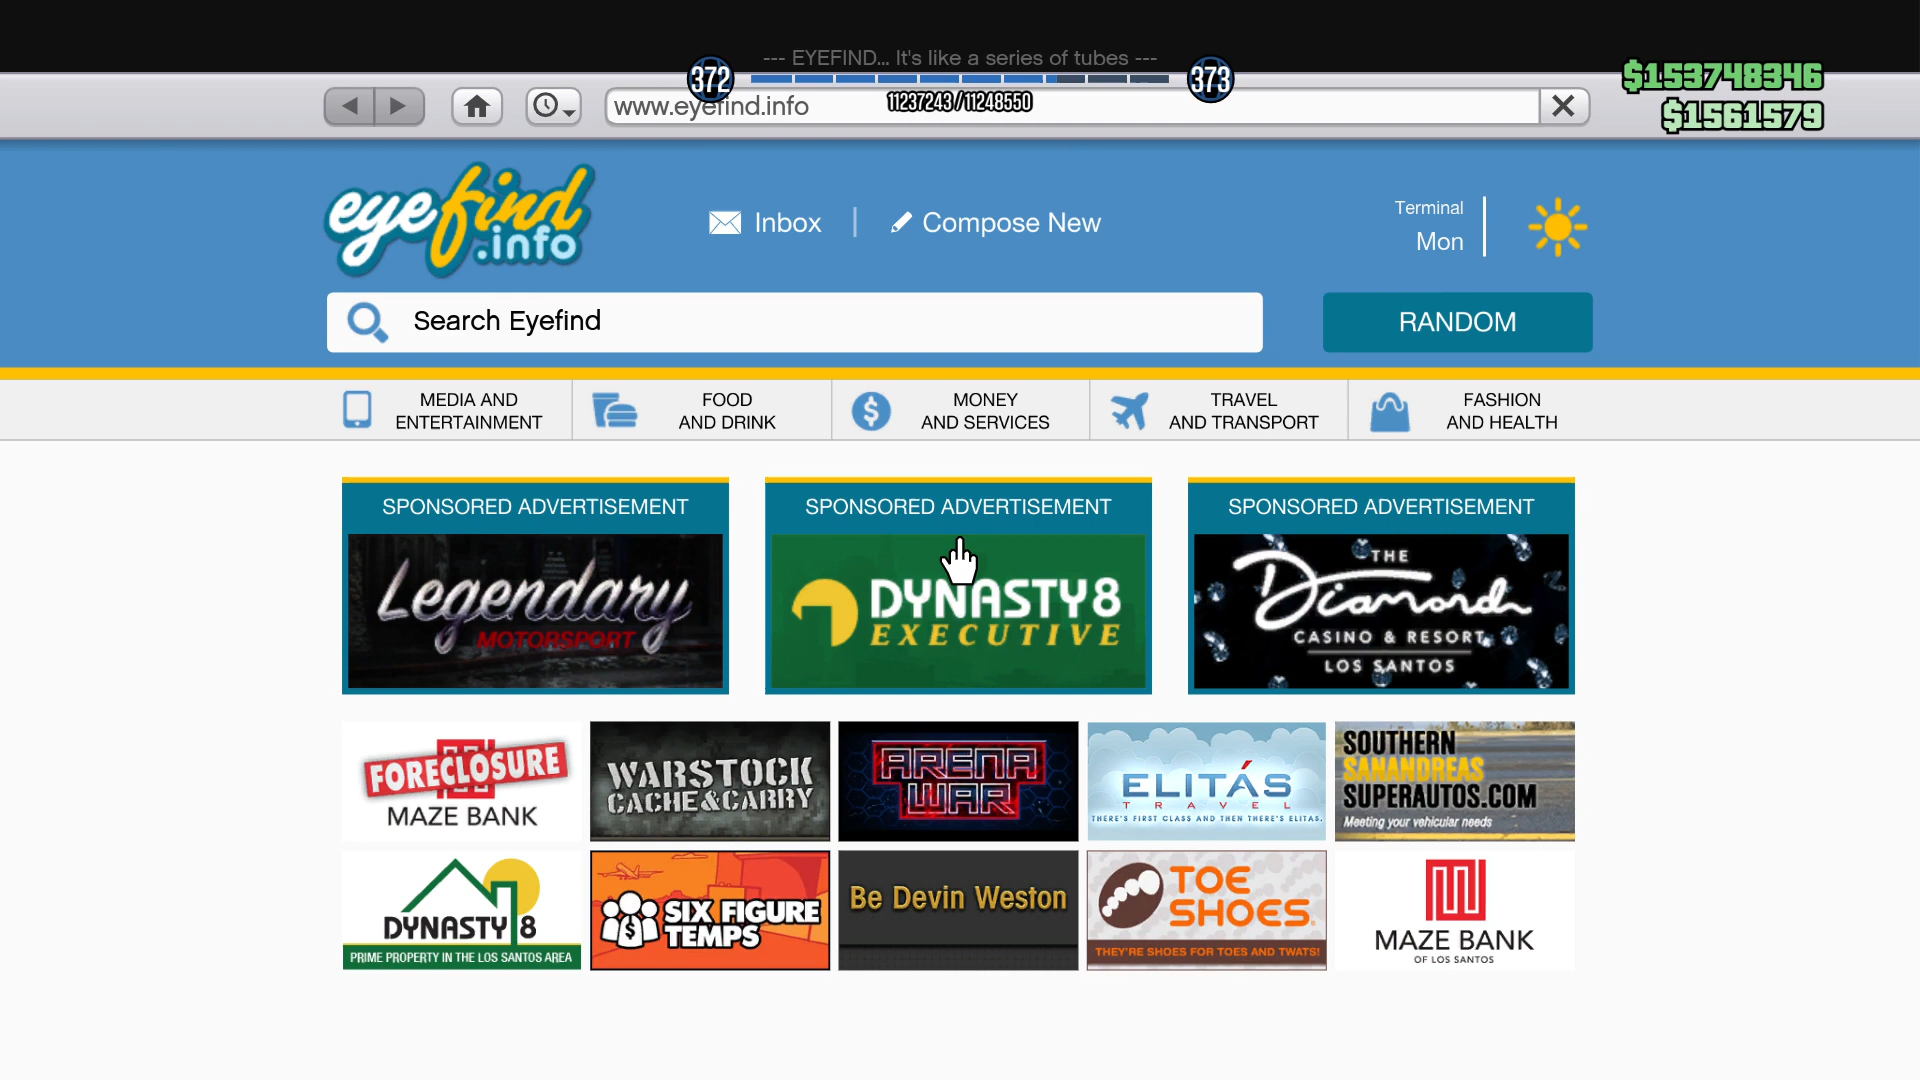 --- EYEFIND... It's like a series of tubes ---
372
373
www.eyefind.info
11237243/11248550
$153748346
$1561579
eyefind
.info
Inbox
Compose New
Terminal
Mon
Search Eyefind
RANDOM
MEDIA AND
ENTERTAINMENT
FOOD
AND DRINK
MONEY
AND SERVICES
TRAVEL
AND TRANSPORT
FASHION
AND HEALTH
SPONSORED ADVERTISEMENT
Legendary
MOTORSPORT
SPONSORED ADVERTISEMENT
DYNASTY 8
EXECUTIVE
SPONSORED ADVERTISEMENT
THE
Diamond
CASINO & RESORT
LOS SANTOS
FORECLOSURE
MAZE BANK
WARSTOCK
CACHE&CARRY
ARENA
WAR
ELITÁS
TRAVEL
THERE'S FIRST CLASS AND THEN THERE'S ELITAS.
SOUTHERN
SANANDREAS
SUPERAUTOS.COM
Meeting your vehicular needs
DYNASTY 8
PRIME PROPERTY IN THE LOS SANTOS AREA
SIX FIGURE
TEMPS
Be Devin Weston
TOE
SHOES
THEY'RE SHOES FOR TOES AND TWATS!
MAZE BANK
OF LOS SANTOS